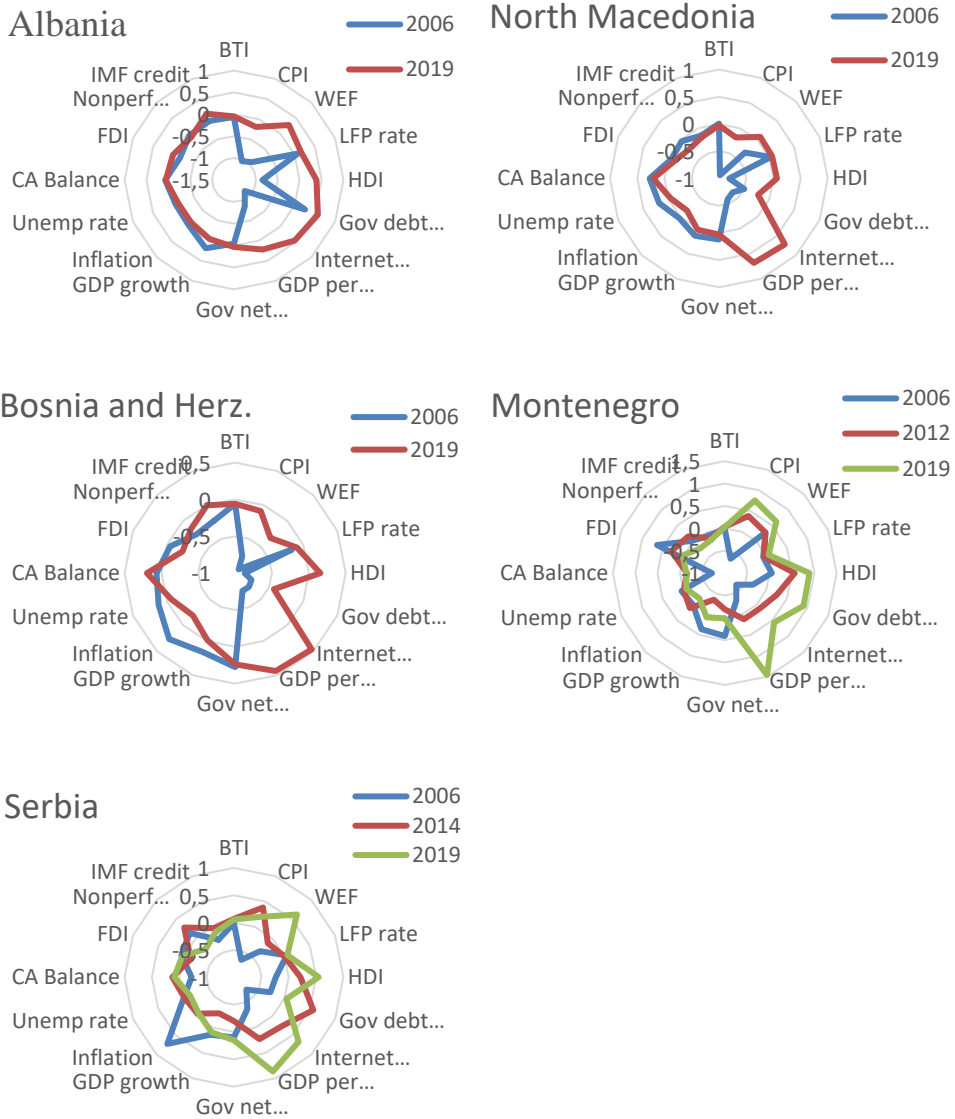 Albania
2006
2019
BTI
CPI
WEF
LFP rate
HDI
Gov debt...
Internet...
GDP per...
Gov net...
GDP growth
Inflation
Unemp rate
CA Balance
FDI
Nonperf...
IMF credit
1
0,5
0
-0,5
-1
-1,5
North Macedonia
2006
2019
BTI
CPI
WEF
LFP rate
HDI
Gov debt...
Internet...
GDP per...
Gov net...
GDP growth
Inflation
Unemp rate
CA Balance
FDI
Nonperf...
IMF credit
1
0,5
0
-0,5
-1
Bosnia and Herz.
2006
2019
BTI
CPI
WEF
LFP rate
HDI
Gov debt...
Internet...
GDP per...
Gov net...
GDP growth
Inflation
Unemp rate
CA Balance
FDI
Nonperf...
IMF credit
0,5
0
-0,5
-1
Montenegro
2006
2012
2019
BTI
CPI
WEF
LFP rate
HDI
Gov debt...
Internet...
GDP per...
Gov net...
GDP growth
Inflation
Unemp rate
CA Balance
FDI
Nonperf...
IMF credit
1,5
1
0,5
0
-0,5
-1
Serbia
2006
2014
2019
BTI
CPI
WEF
LFP rate
HDI
Gov debt...
Internet...
GDP per...
Gov net...
GDP growth
Inflation
Unemp rate
CA Balance
FDI
Nonperf...
IMF credit
1
0,5
0
-0,5
-1